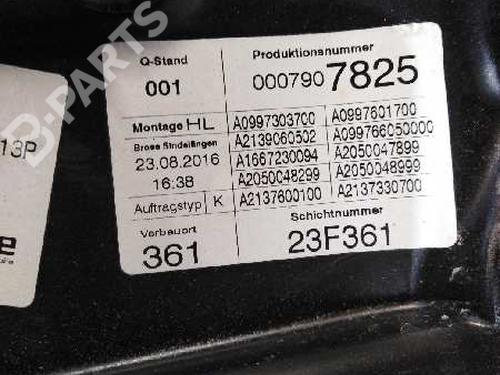 B-PARTS
Q-Stand
001
Produktionsnummer
000790 7825
Montage HL
Brose Sindelfingen
23.08.2016
16:38
Auftragstyp K
A0997303700
A2139060502
A1667230094
A2050048299
A2137600100
A0997601700
A099766050000
A2050047899
A2050048999
A2137330700
Verbauort
361
Schichtnummer
23F361
13P
e